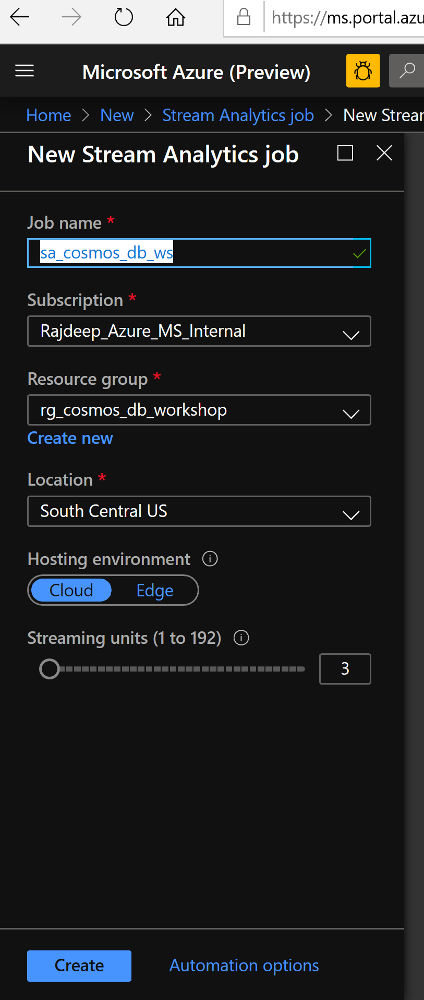 https://ms.portal.azu
Microsoft Azure (Preview)
Home > New > Stream Analytics job > New Strear
New Stream Analytics job
Job name *
sa_cosmos_db_ws
Subscription *
Rajdeep_Azure_MS_Internal
Resource group *
rg_cosmos_db_workshop
Create new
Location *
South Central US
Hosting environment
Cloud Edge
Streaming units (1 to 192)
3
Create Automation options